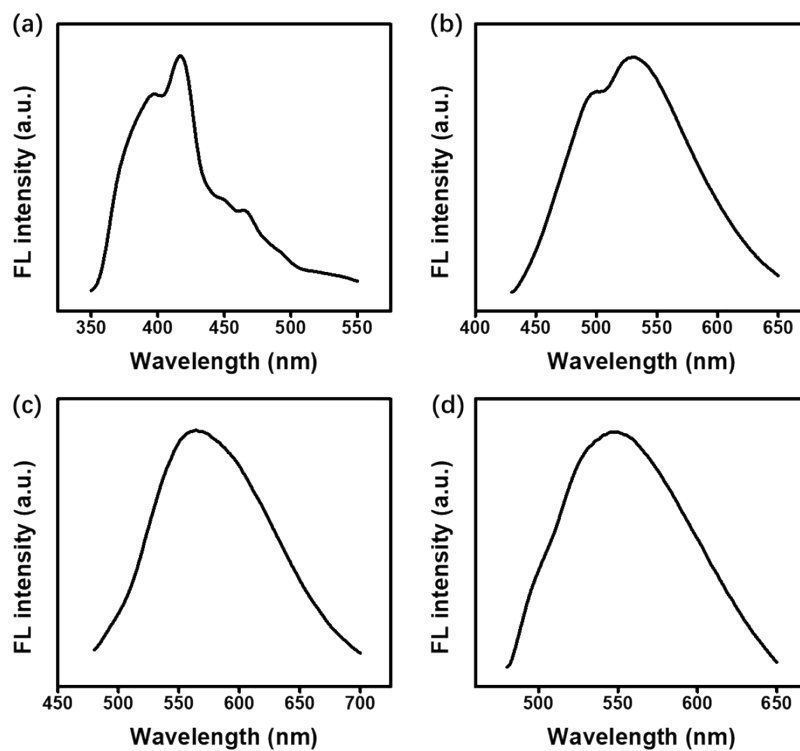 (a)
FL intensity (a.u.)
350 400 450 500 550
Wavelength (nm)
(b)
FL intensity (a.u.)
400 450 500 550 600 650
Wavelength (nm)
(c)
FL intensity (a.u.)
450 500 550 600 650 700
Wavelength (nm)
(d)
FL intensity (a.u.)
500 550 600 650
Wavelength (nm)